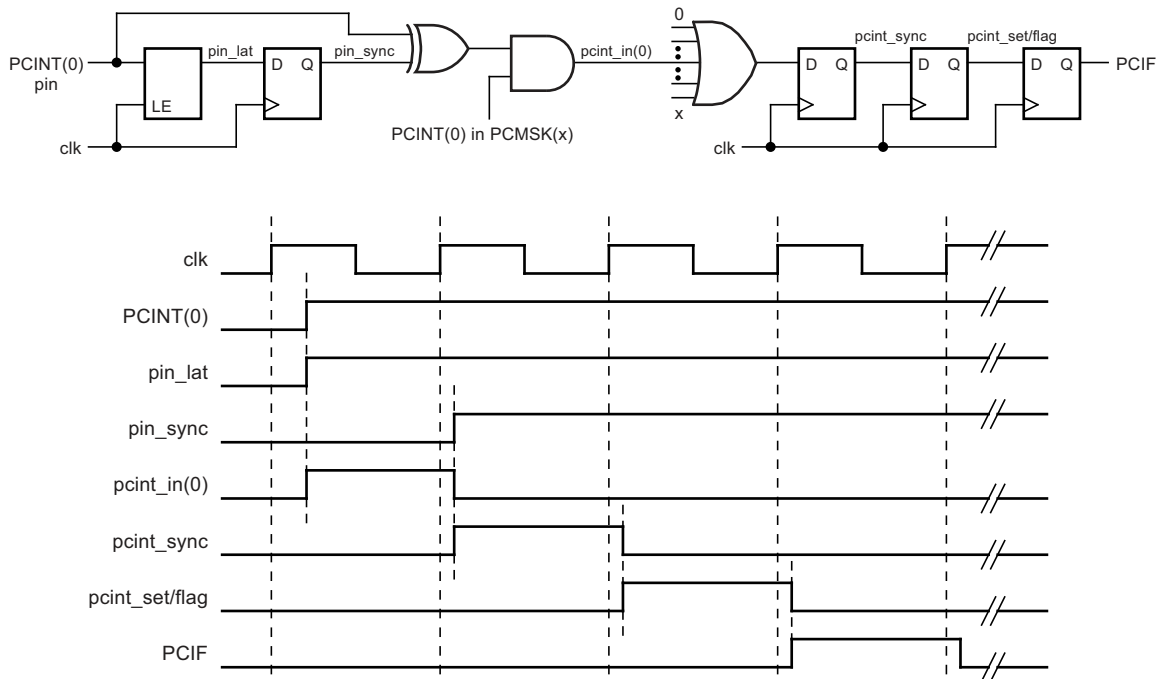 0
pin_lat
pin_sync
pcint_in(0)
pcint_sync
pcint_set/flag
PCINT(0)
pin
D Q
D Q
D Q
D Q
PCIF
LE
x
PCINT(0) in PCMSK(x)
clk
clk
clk
PCINT(0)
pin_lat
pin_sync
pcint_in(0)
pcint_sync
pcint_set/flag
PCIF